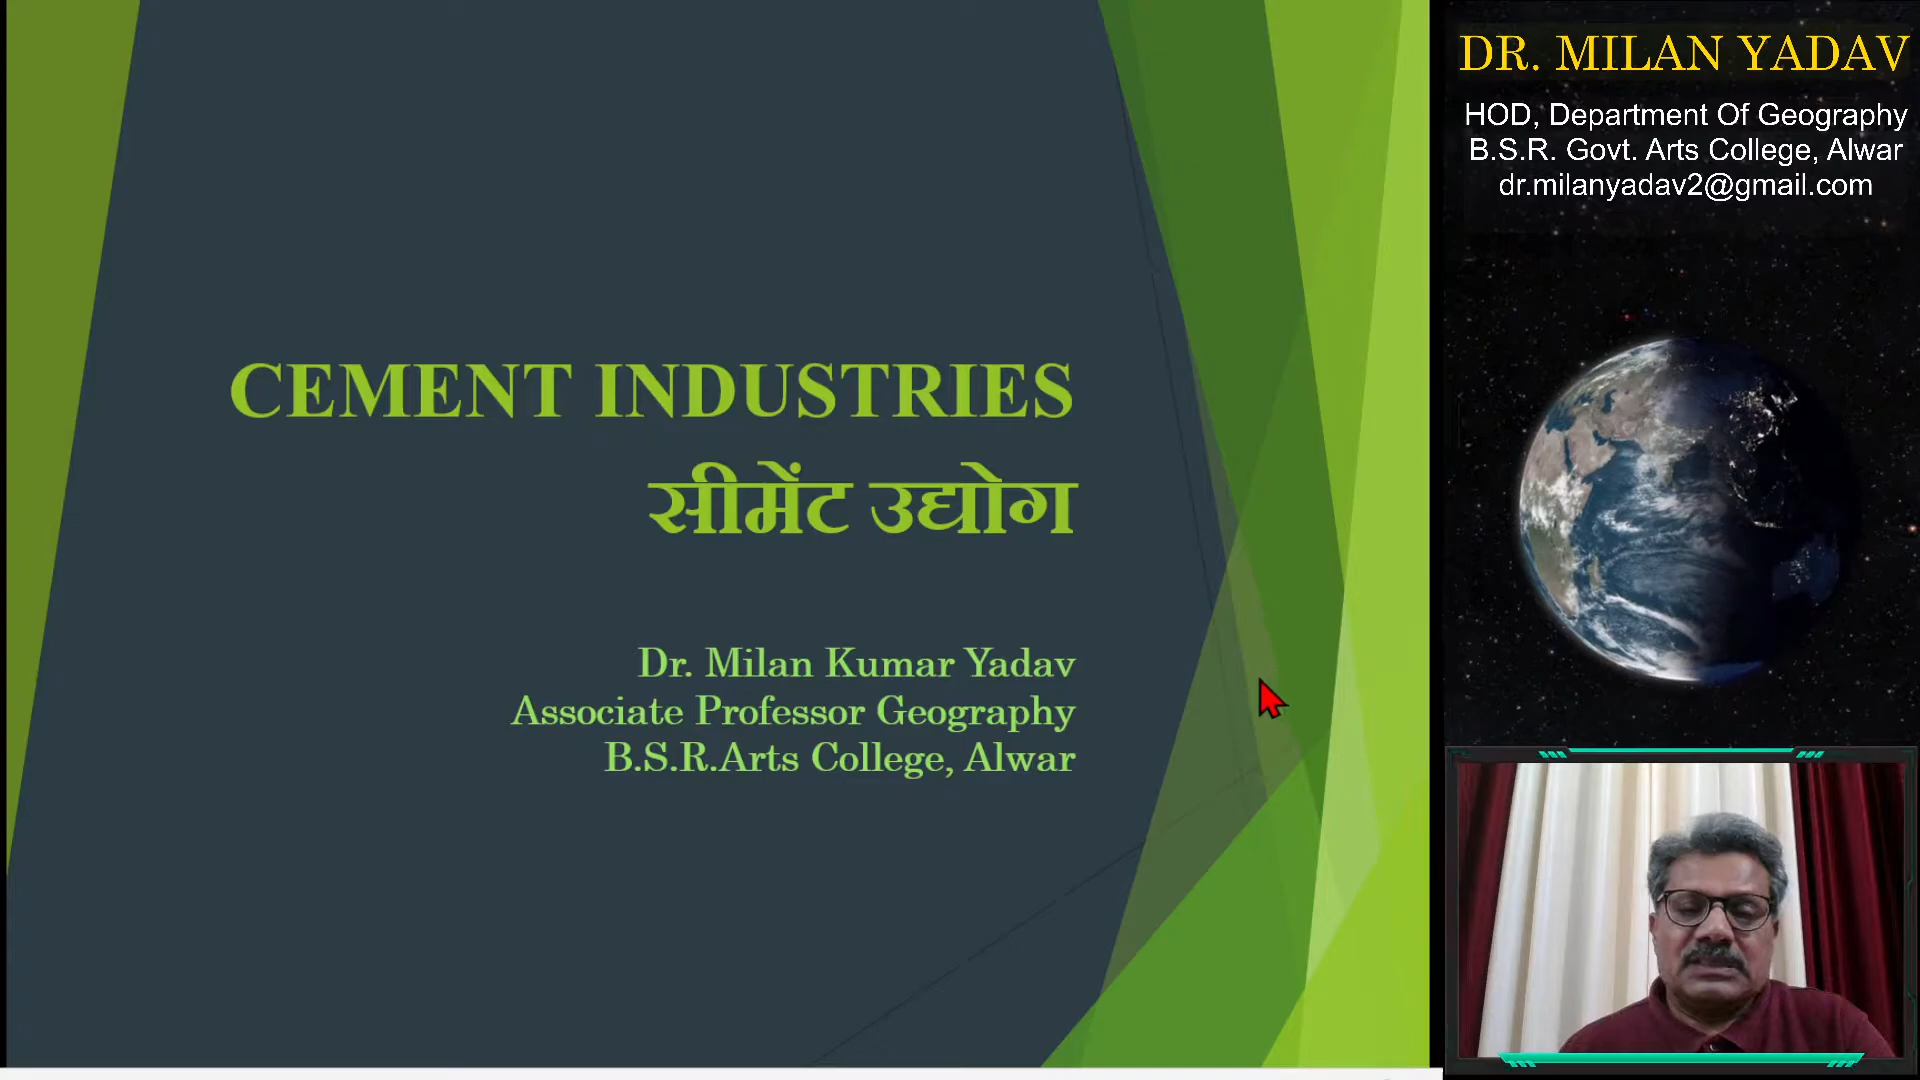 CEMENT INDUSTRIES
सीमेंट उद्योग
Dr. Milan Kumar Yadav
Associate Professor Geography
B.S.R.Arts College, Alwar
DR. MILAN YADAV
HOD, Department Of Geography
B.S.R. Govt. Arts College, Alwar
dr.milanyadav2@gmail.com